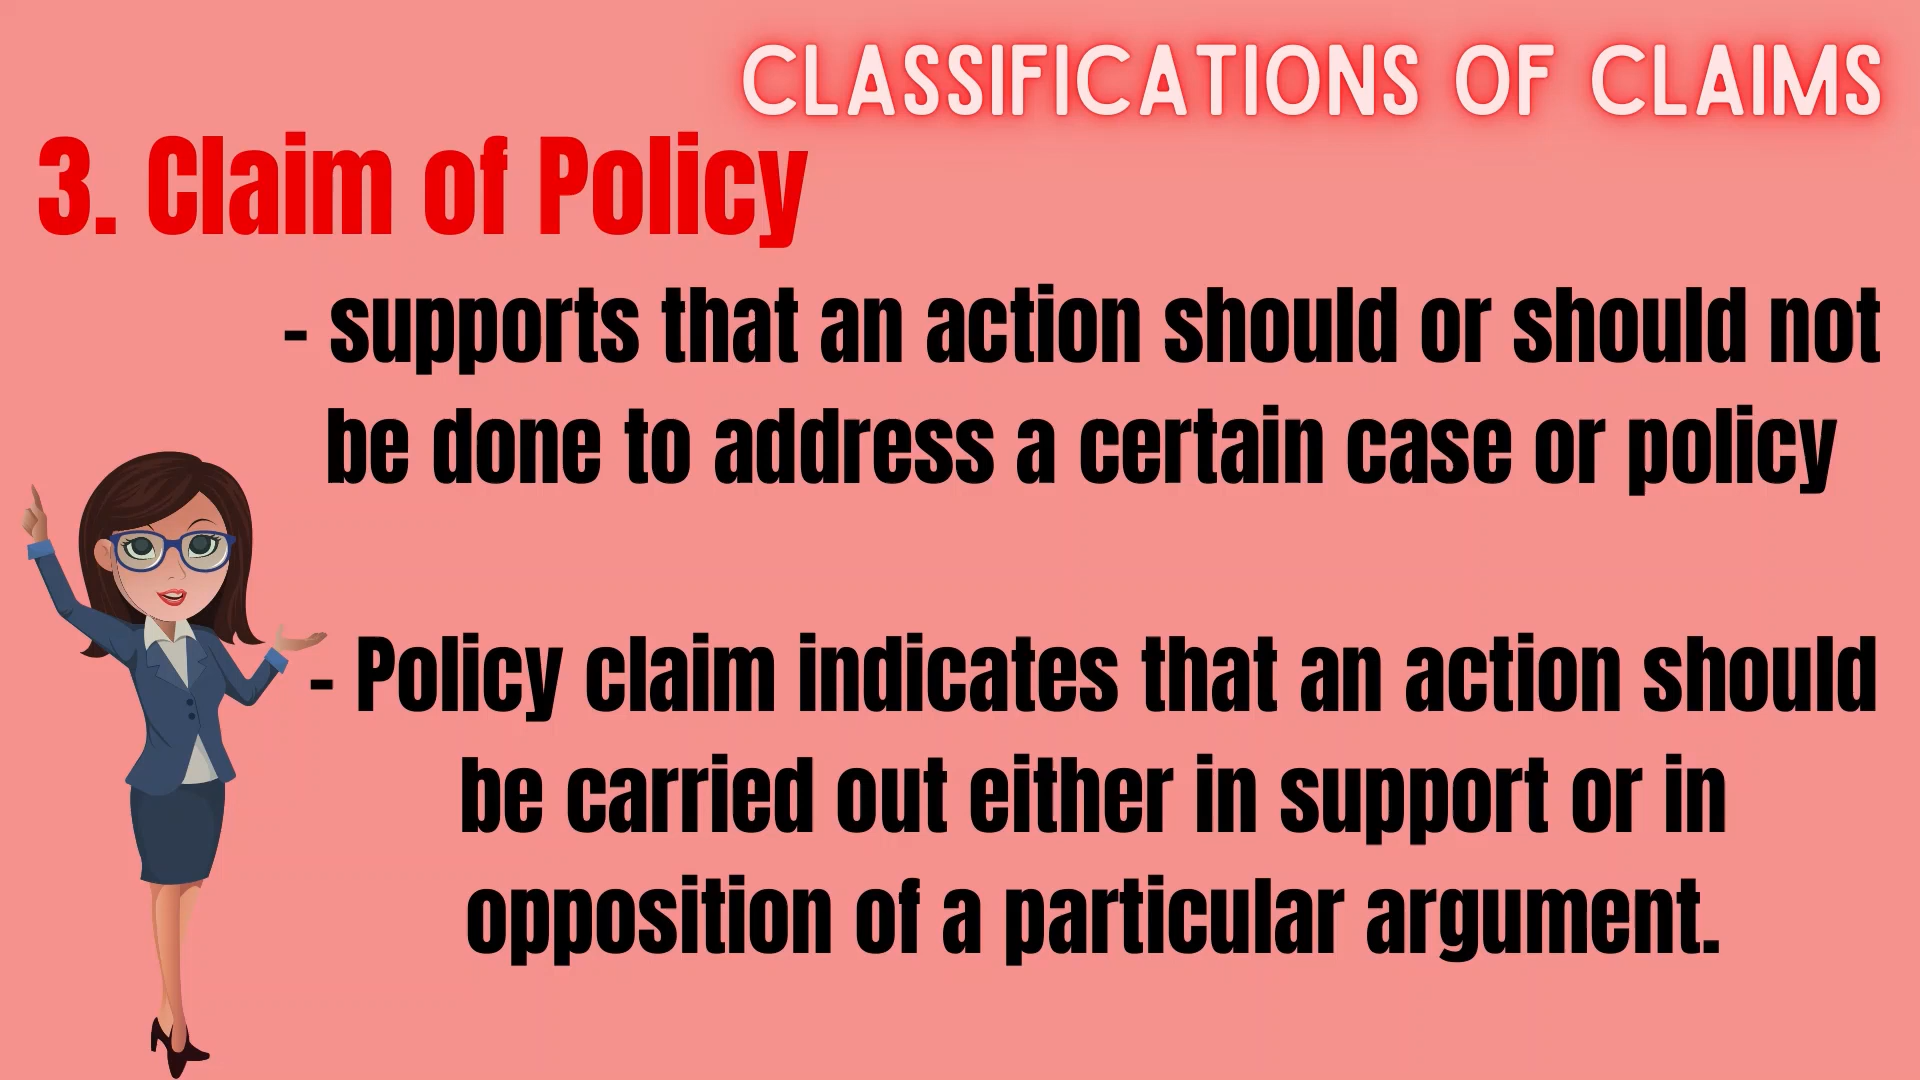 CLASSIFICATIONS OF CLAIMS
3. Claim of Policy
- supports that an action should or should not
be done to address a certain case or policy
- Policy claim indicates that an action should
be carried out either in support or in
opposition of a particular argument.